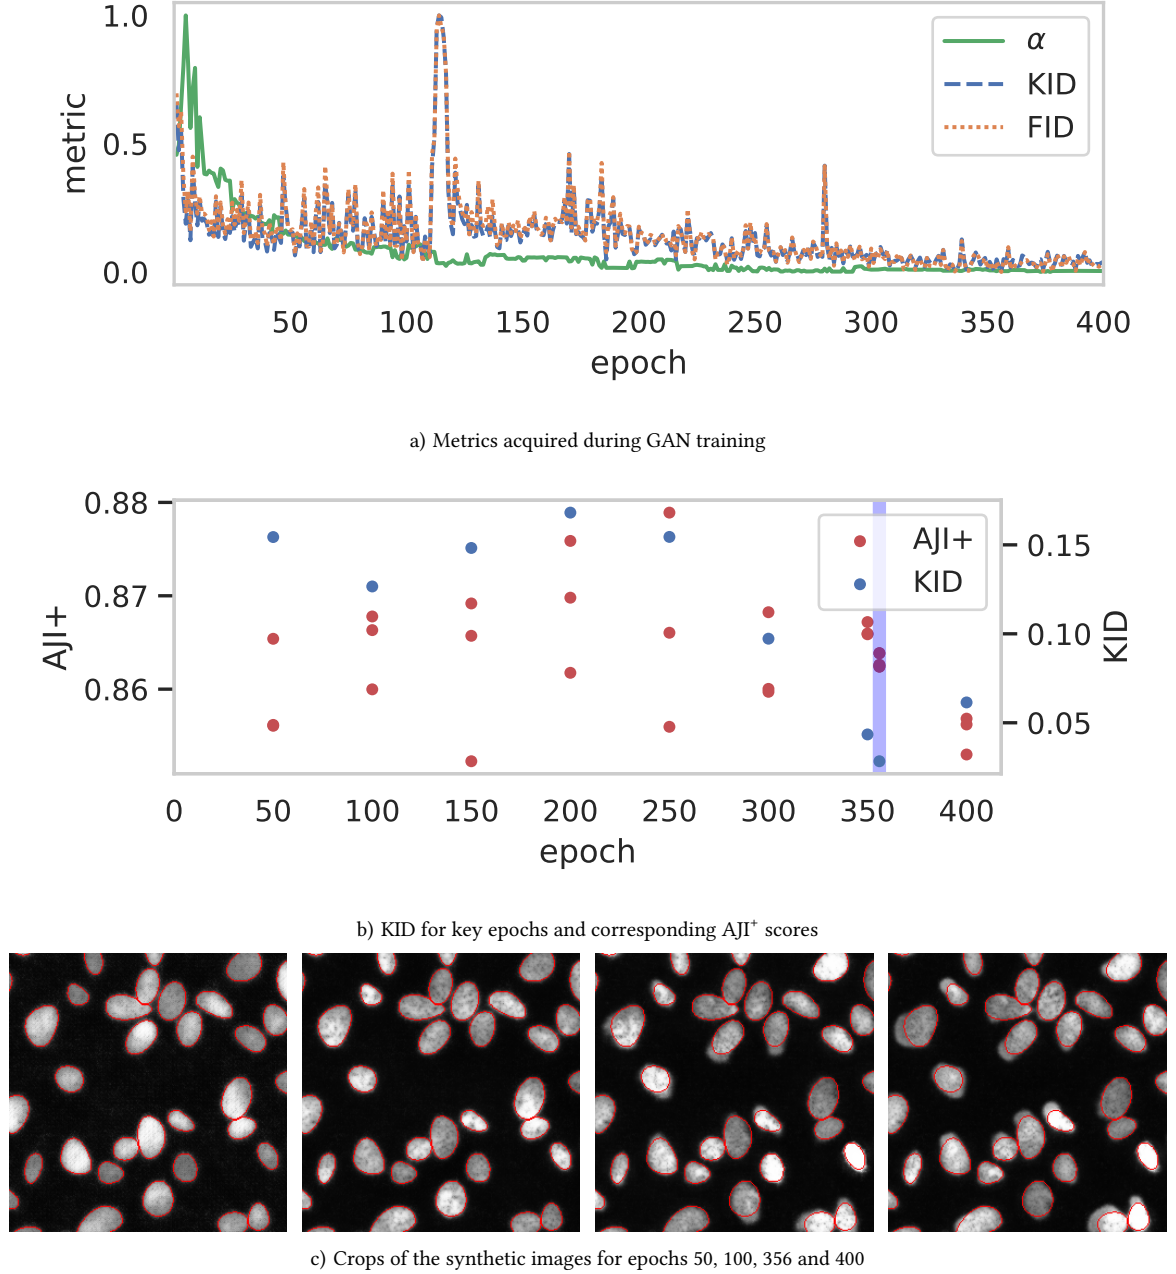 1.0
0.5
0.0
metric
α
KID
FID
50 100 150 200 250 300 350 400
epoch
a) Metrics acquired during GAN training
0.88
0.87
0.86
AJI+
AJI+
KID
0.15
0.10
0.05
KID
0 50 100 150 200 250 300 350 400
epoch
b) KID for key epochs and corresponding AJI⁺ scores
c) Crops of the synthetic images for epochs 50, 100, 356 and 400